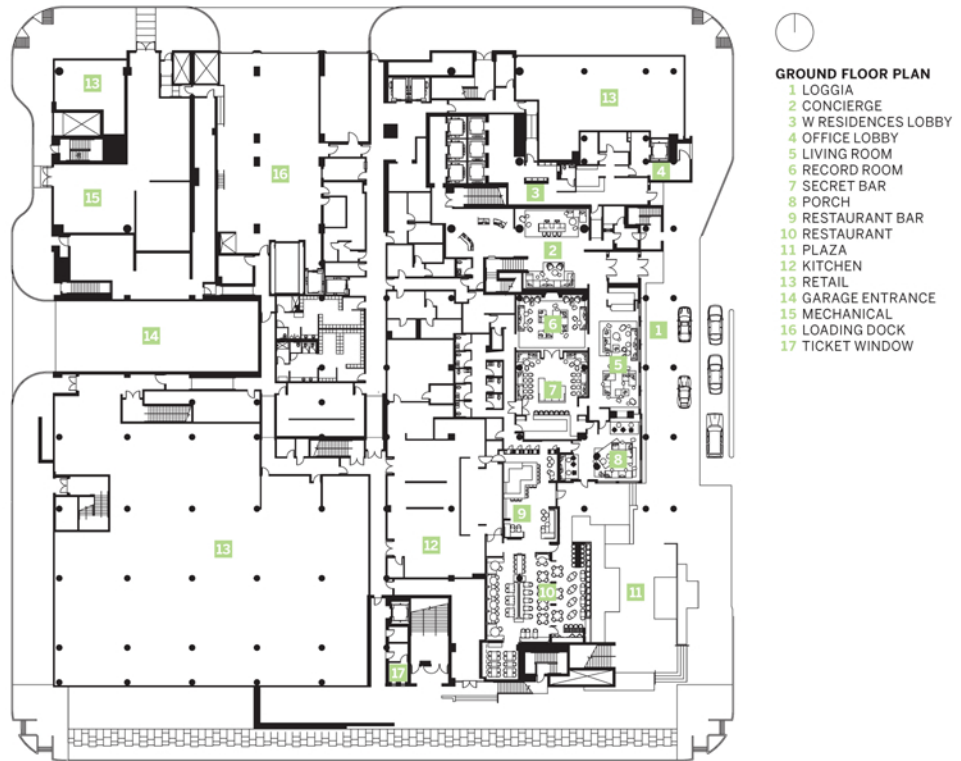 GROUND FLOOR PLAN
1 LOGGIA
2 CONCIERGE
3 W RESIDENCES LOBBY
4 OFFICE LOBBY
5 LIVING ROOM
6 RECORD ROOM
7 SECRET BAR
8 PORCH
9 RESTAURANT BAR
10 RESTAURANT
11 PLAZA
12 KITCHEN
13 RETAIL
14 GARAGE ENTRANCE
15 MECHANICAL
16 LOADING DOCK
17 TICKET WINDOW
13
13
16
4
3
15
2
6
1
14
5
7
8
9
12
13
10
11
17